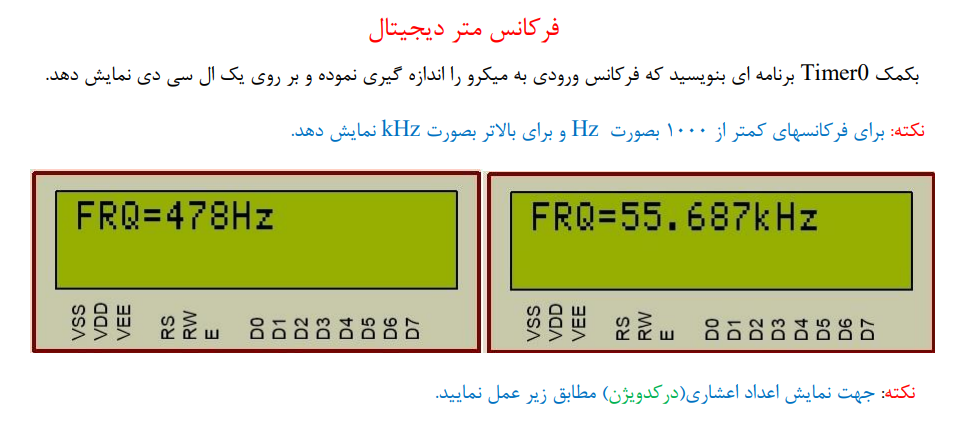 فرکانس متر دیجیتال
بکمک Timer0 برنامه ای بنویسید که فرکانس ورودی به میکرو را اندازه گیری نموده و بر روی یک ال سی دی نمایش دهد.
نکته: برای فرکانسهای کمتر از ۱۰۰۰ بصورت Hz و برای بالاتر بصورت kHz نمایش دهد.
FRQ=478Hz
VSS VDD VEE RS RW E D0 D1 D2 D3 D4 D5 D6 D7
FRQ=55.687kHz
VSS VDD VEE RS RW E D0 D1 D2 D3 D4 D5 D6 D7
نکته: جهت نمایش اعداد اعشاری(درکدویژن) مطابق زیر عمل نمایید.